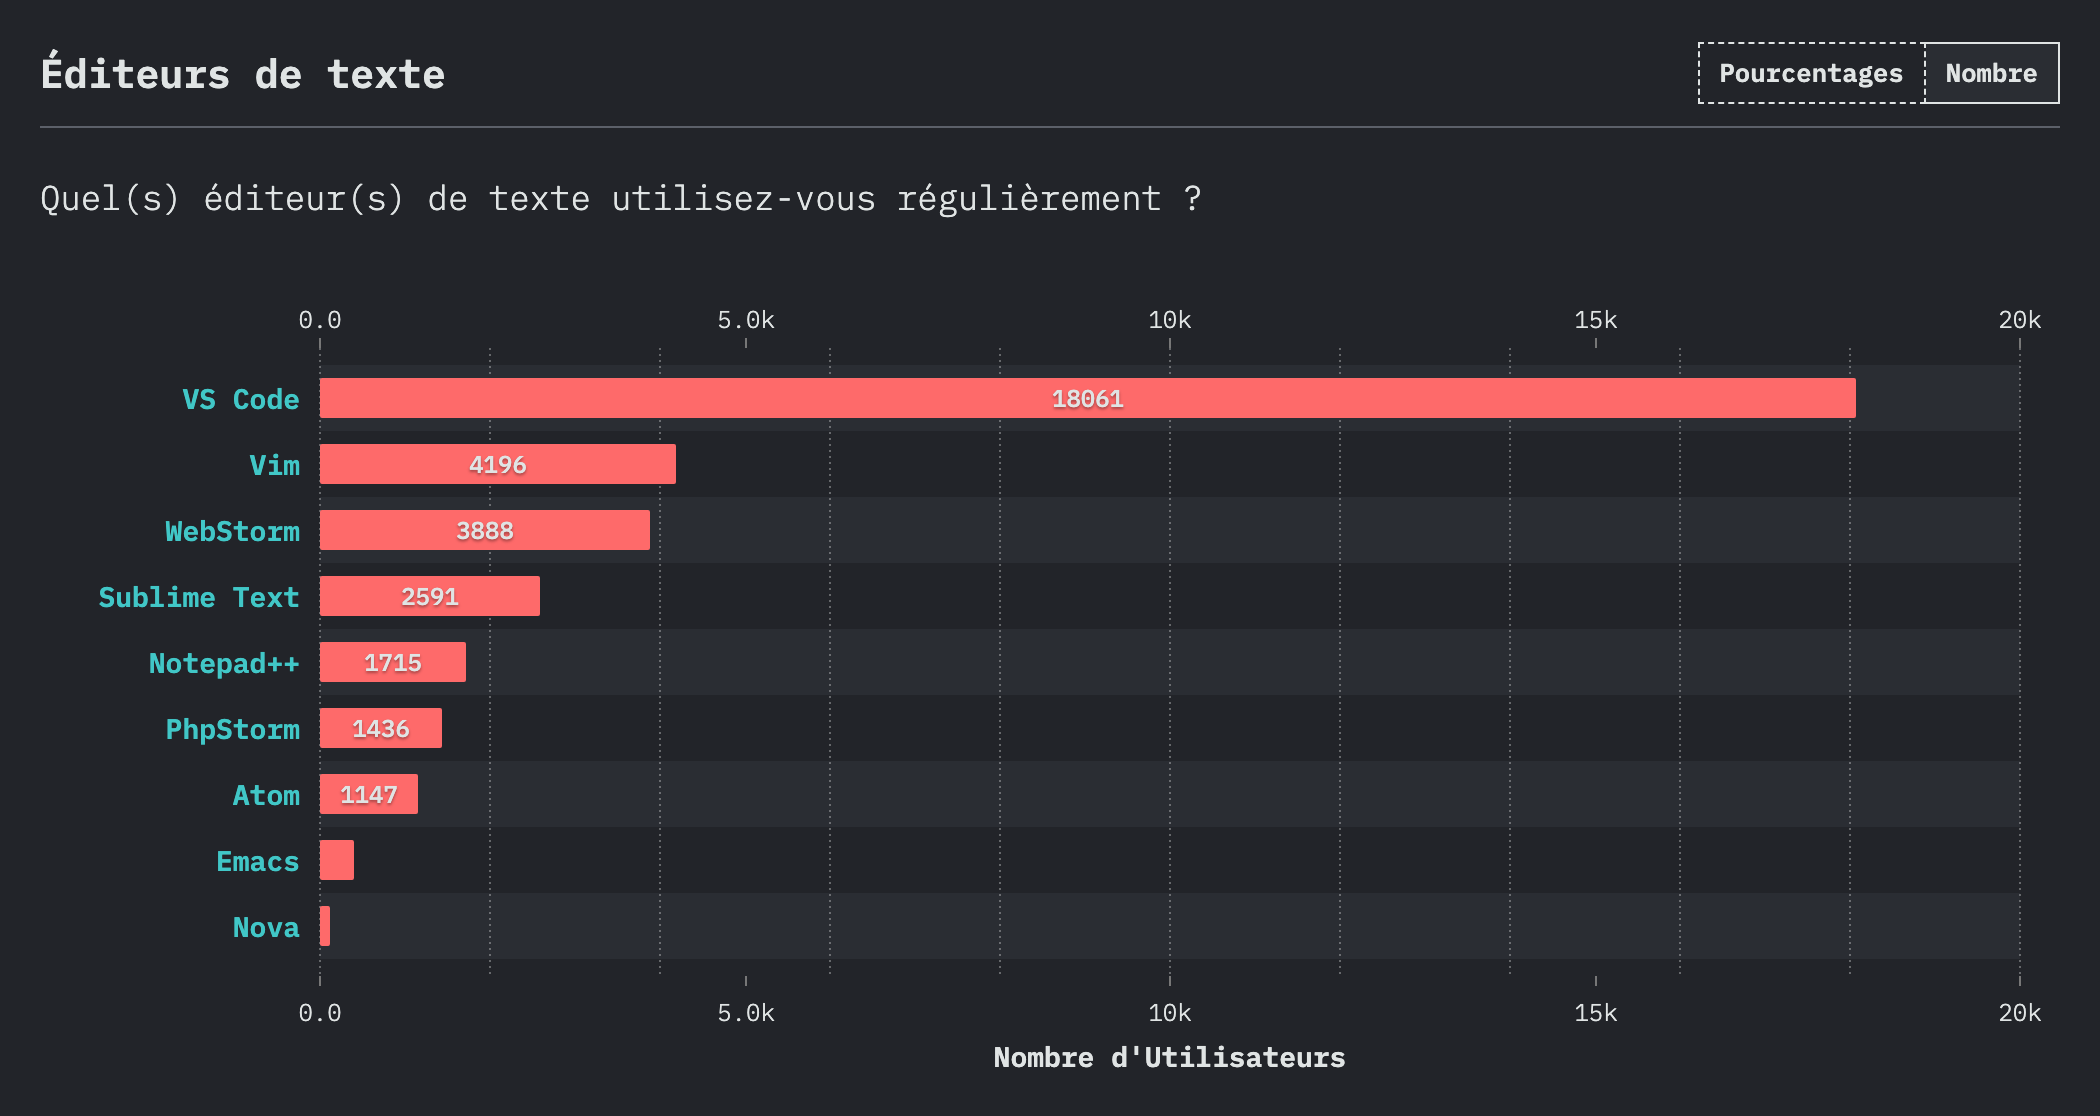 Éditeurs de texte
Pourcentages Nombre
Quel(s) éditeur(s) de texte utilisez-vous régulièrement ?
0.0 5.0k 10k 15k 20k
VS Code 18061
Vim 4196
WebStorm 3888
Sublime Text 2591
Notepad++ 1715
PhpStorm 1436
Atom 1147
Emacs
Nova
0.0 5.0k 10k 15k 20k
Nombre d'Utilisateurs